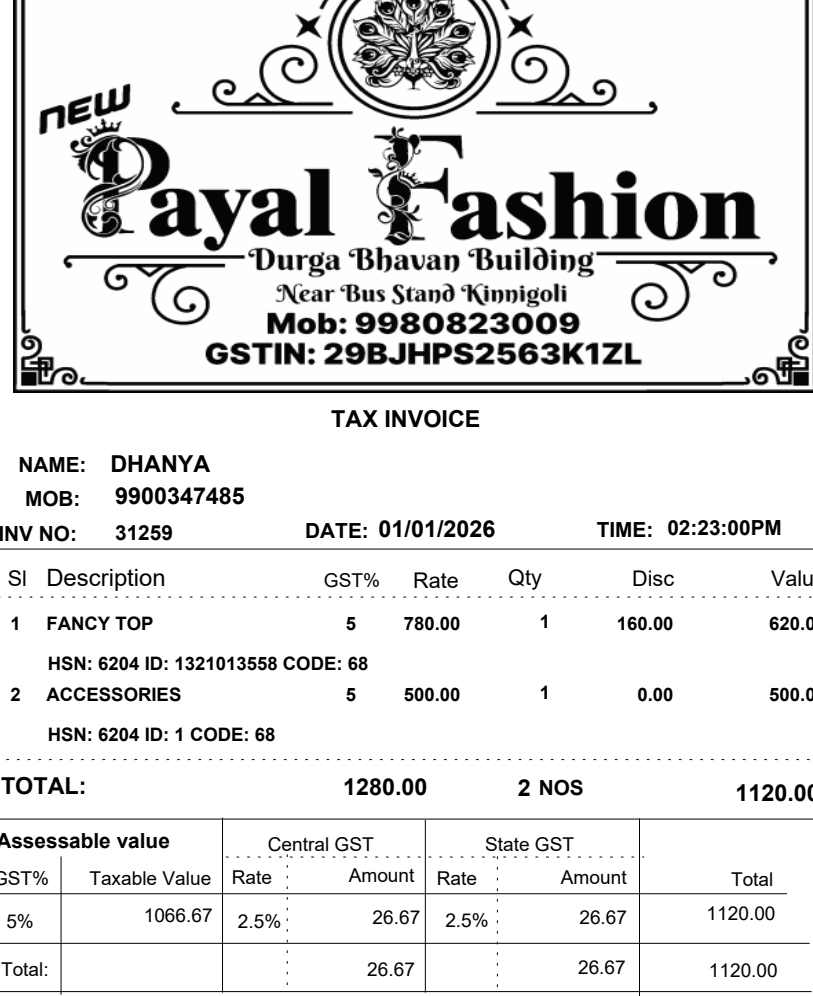 NEW
Payal Fashion
Durga Bhavan Building
Near Bus Stand Kinnigoli
Mob: 9980823009
GSTIN: 29BJHPS2563K1ZL
TAX INVOICE
NAME: DHANYA
MOB: 9900347485
INV NO: 31259 DATE: 01/01/2026 TIME: 02:23:00PM
Sl Description GST% Rate Qty Disc Valu
1 FANCY TOP 5 780.00 1 160.00 620.0
HSN: 6204 ID: 1321013558 CODE: 68
2 ACCESSORIES 5 500.00 1 0.00 500.0
HSN: 6204 ID: 1 CODE: 68
TOTAL: 1280.00 2 NOS 1120.00
Assessable value Central GST State GST
GST% Taxable Value Rate Amount Rate Amount Total
5% 1066.67 2.5% 26.67 2.5% 26.67 1120.00
Total: 26.67 26.67 1120.00